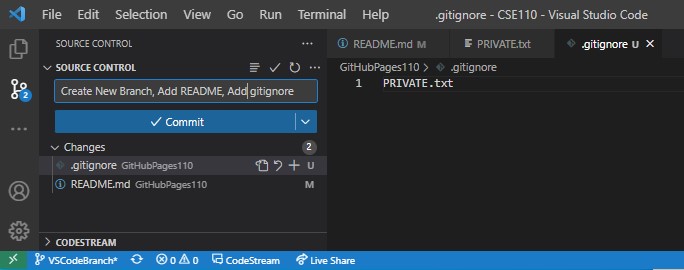 File Edit Selection View Go Run Terminal Help .gitignore - CSE110 - Visual Studio Code
SOURCE CONTROL
README.md M PRIVATE.txt .gitignore U
SOURCE CONTROL
GitHubPages110 > .gitignore
Create New Branch, Add README, Add .gitignore
1 PRIVATE.txt
Commit
Changes 2
.gitignore GitHubPages110 U
README.md GitHubPages110 M
CODESTREAM
2
VSCodeBranch* 0 0 CodeStream Live Share